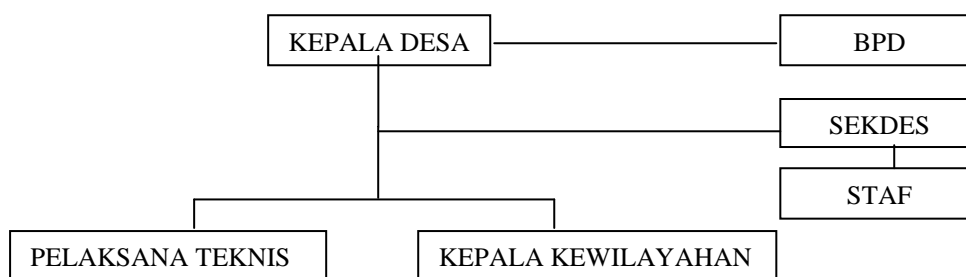 KEPALA DESA
BPD
SEKDES
STAF
PELAKSANA TEKNIS
KEPALA KEWILAYAHAN